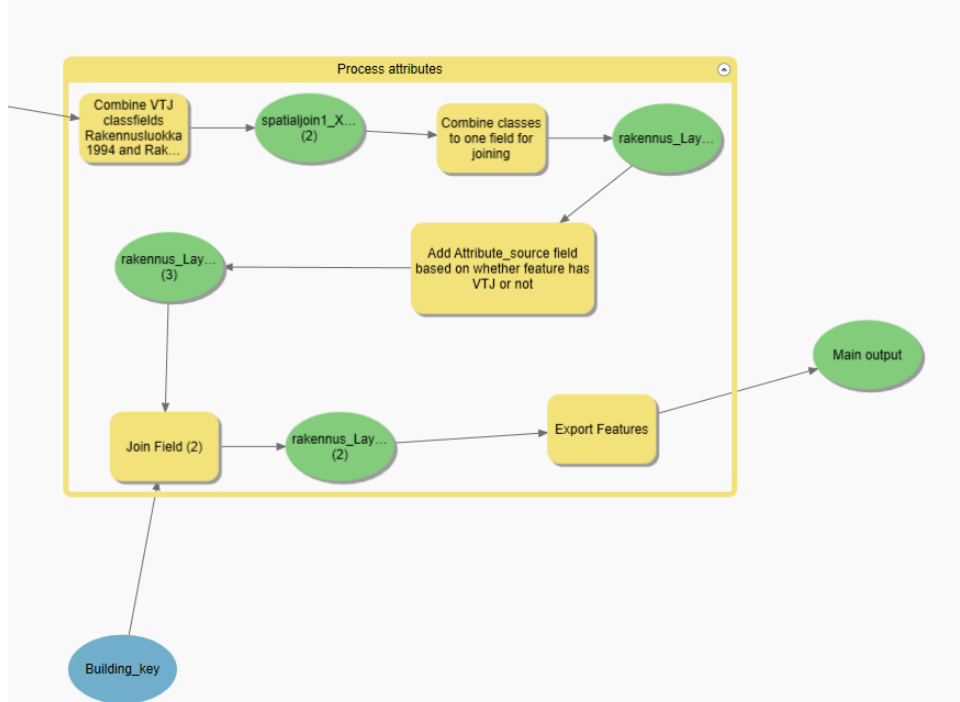 Process attributes
Combine VTJ
classfields
Rakennusluokka
1994 and Rak...
spatialjoin1_X...
(2)
Combine classes
to one field for
joining
rakennus_Lay...
rakennus_Lay...
(3)
Add Attribute_source field
based on whether feature has
VTJ or not
Main output
Join Field (2)
rakennus_Lay...
(2)
Export Features
Building_key